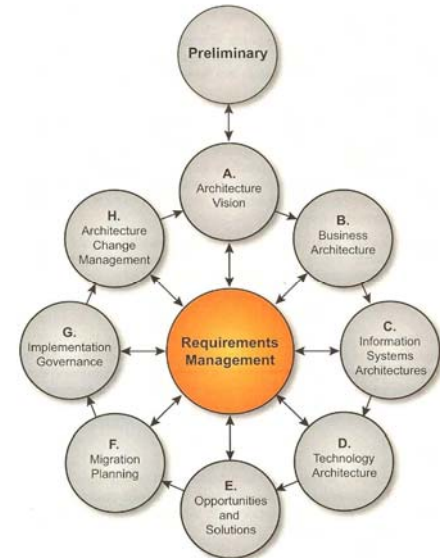 Preliminary
A.
Architecture
Vision
B.
Business
Architecture
C.
Information
Systems
Architectures
D.
Technology
Architecture
E.
Opportunities
and
Solutions
F.
Migration
Planning
G.
Implementation
Governance
H.
Architecture
Change
Management
Requirements
Management